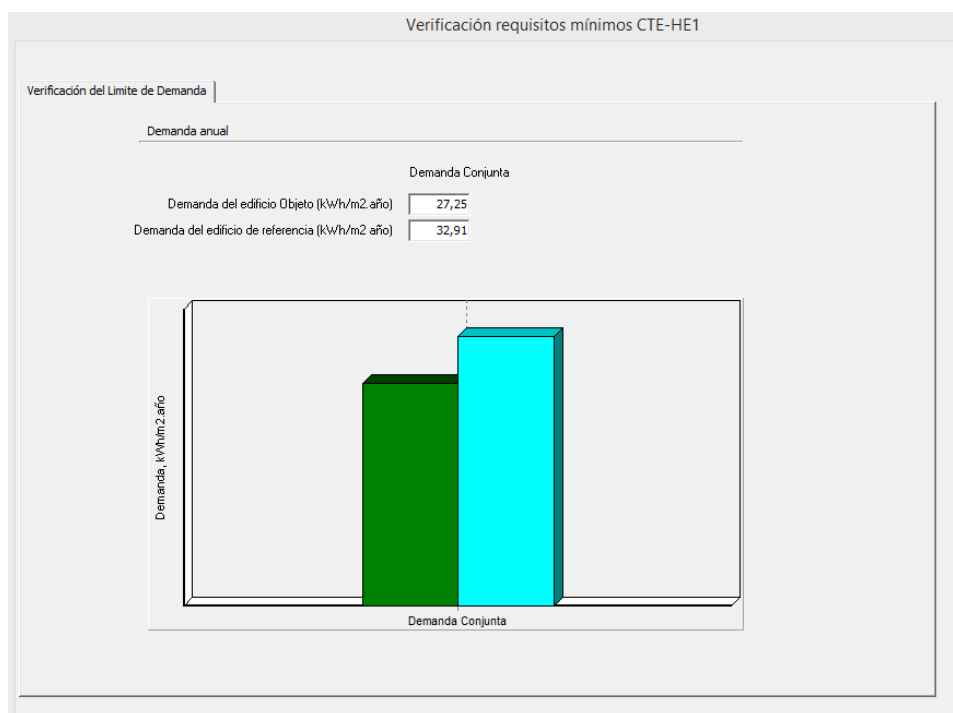 Verificación requisitos mínimos CTE-HE1
Verificación del Limite de Demanda
Demanda anual
Demanda Conjunta
Demanda del edificio Objeto (kWh/m2.año) 27,25
Demanda del edificio de referencia (kWh/m2 año) 32,91
Demanda, kWh/m2.año
Demanda Conjunta